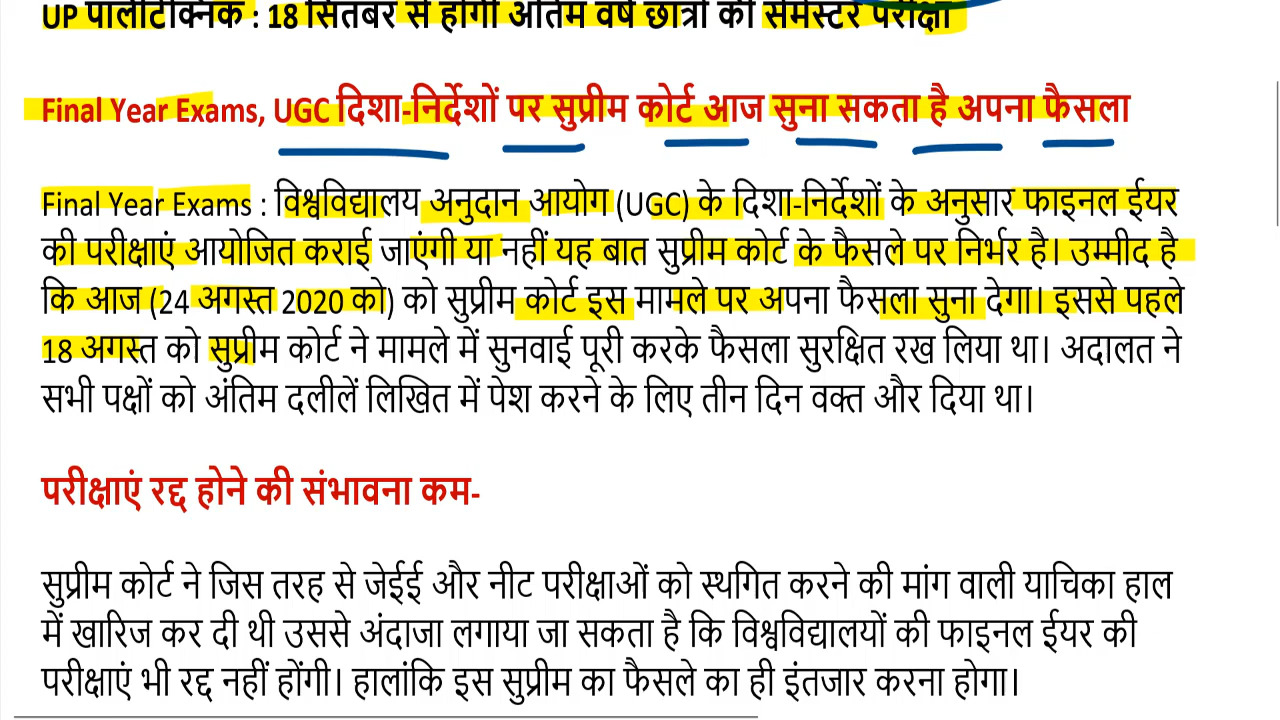 UP पॉलीटेक्निक : 18 सितंबर से होगी अंतिम वर्ष छात्रों की सेमेस्टर परीक्षा
Final Year Exams, UGC दिशा-निर्देशों पर सुप्रीम कोर्ट आज सुना सकता है अपना फैसला
Final Year Exams : विश्वविद्यालय अनुदान आयोग (UGC) के दिशा-निर्देशों के अनुसार फाइनल ईयर
की परीक्षाएं आयोजित कराई जाएंगी या नहीं यह बात सुप्रीम कोर्ट के फैसले पर निर्भर है। उम्मीद है
कि आज (24 अगस्त 2020 को) को सुप्रीम कोर्ट इस मामले पर अपना फैसला सुना देगा। इससे पहले
18 अगस्त को सुप्रीम कोर्ट ने मामले में सुनवाई पूरी करके फैसला सुरक्षित रख लिया था। अदालत ने
सभी पक्षों को अंतिम दलीलें लिखित में पेश करने के लिए तीन दिन वक्त और दिया था।
परीक्षाएं रद्द होने की संभावना कम-
सुप्रीम कोर्ट ने जिस तरह से जेईई और नीट परीक्षाओं को स्थगित करने की मांग वाली याचिका हाल
में खारिज कर दी थी उससे अंदाजा लगाया जा सकता है कि विश्वविद्यालयों की फाइनल ईयर की
परीक्षाएं भी रद्द नहीं होंगी। हालांकि इस सुप्रीम का फैसले का ही इंतजार करना होगा।